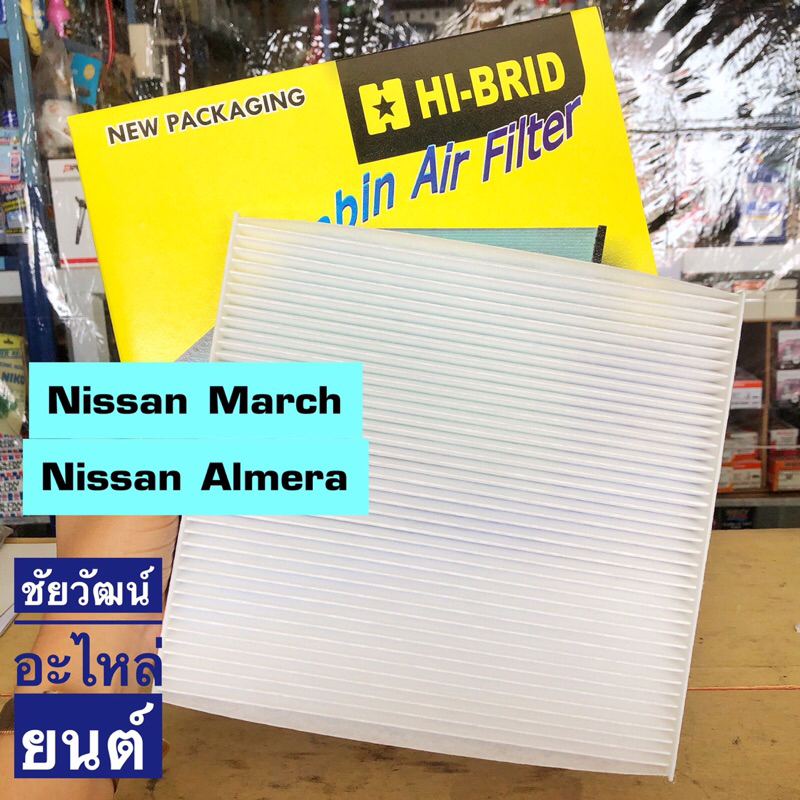 NEW PACKAGING
HI-BRID
Air Filter
Nissan March
Nissan Almera
ชัยวัฒน์
อะไหล่
ยนต์